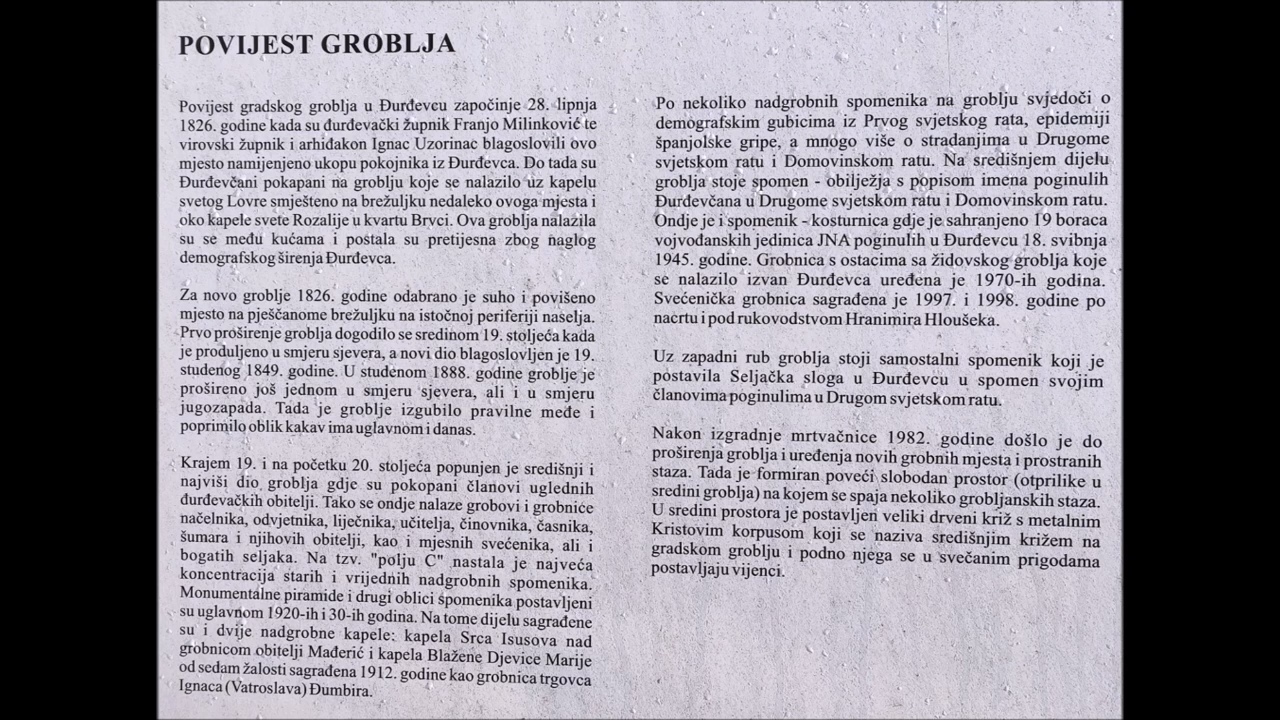 POVIJEST GROBLJA
Povijest gradskog groblja u Đurđevcu započinje 28. lipnja
1826. godine kada su đurđevački župnik Franjo Milinković te
virovski župnik i arhiđakon Ignac Uzorinac blagoslovili ovo
mjesto namijenjeno ukopu pokojnika iz Đurđevca. Do tada su
Đurđevčani pokapani na groblju koje se nalazilo uz kapelu
svetog Lovre smješteno na brežuljku nedaleko ovoga mjesta i
oko kapele svete Rozalije u kvartu Brvci. Ova groblja nalazila
su se među kućama i postala su pretijesna zbog naglog
demografskog širenja Đurđevca.
Za novo groblje 1826. godine odabrano je suho i povišeno
mjesto na pješčanome brežuljku na istočnoj periferiji naselja.
Prvo proširenje groblja dogodilo se sredinom 19. stoljeća kada
je produljeno u smjeru sjevera, a novi dio blagoslovljen je 19.
studenog 1849. godine. U studenom 1888. godine groblje je
prošireno još jednom u smjeru sjevera, ali i u smjeru
jugozapada. Tada je groblje izgubilo pravilne međe i
poprimilo oblik kakav ima uglavnom i danas.
Krajem 19. i na početku 20. stoljeća popunjen je središnji i
najviši dio groblja gdje su pokopani članovi uglednih
đurđevačkih obitelji. Tako se ondje nalaze grobovi i grobnice
načelnika, odvjetnika, liječnika, učitelja, činovnika, časnika,
šumara i njihovih obitelji, kao i mjesnih svećenika, ali i
bogatih seljaka. Na tzv. "polju C" nastala je najveća
koncentracija starih i vrijednih nadgrobnih spomenika.
Monumentalne piramide i drugi oblici spomenika postavljeni
su uglavnom 1920-ih i 30-ih godina. Na tome dijelu sagrađene
su i dvije nadgrobne kapele: kapela Srca Isusova nad
grobnicom obitelji Mađerić i kapela Blažene Djevice Marije
od sedam žalosti sagrađena 1912. godine kao grobnica trgovca
Ignaca (Vatroslava) Đumbira.
Po nekoliko nadgrobnih spomenika na groblju svjedoči o
demografskim gubicima iz Prvog svjetskog rata, epidemiji
španjolske gripe, a mnogo više o stradanjima u Drugome
svjetskom ratu i Domovinskom ratu. Na središnjem dijelu
groblja stoje spomen - obilježja s popisom imena poginulih
Đurđevčana u Drugome svjetskom ratu i Domovinskom ratu.
Ondje je i spomenik - kosturnica gdje je sahranjeno 19 boraca
vojvođanskih jedinica JNA poginulih u Đurđevcu 18. svibnja
1945. godine. Grobnica s ostacima sa židovskog groblja koje
se nalazilo izvan Đurđevca uređena je 1970-ih godina.
Svećenička grobnica sagrađena je 1997. i 1998. godine po
nacrtu i pod rukovodstvom Hranimira Hloušeka.
Uz zapadni rub groblja stoji samostalni spomenik koji je
postavila Seljačka sloga u Đurđevcu u spomen svojim
članovima poginulima u Drugom svjetskom ratu.
Nakon izgradnje mrtvačnice 1982. godine došlo je do
proširenja groblja i uređenja novih grobnih mjesta i prostranih
staza. Tada je formiran poveći slobodan prostor (otprilike u
sredini groblja) na kojem se spaja nekoliko grobljanskih staza.
U sredini prostora je postavljen veliki drveni križ s metalnim
Kristovim korpusom koji se naziva središnjim križem na
gradskom groblju i podno njega se u svečanim prigodama
postavljaju vijenci.